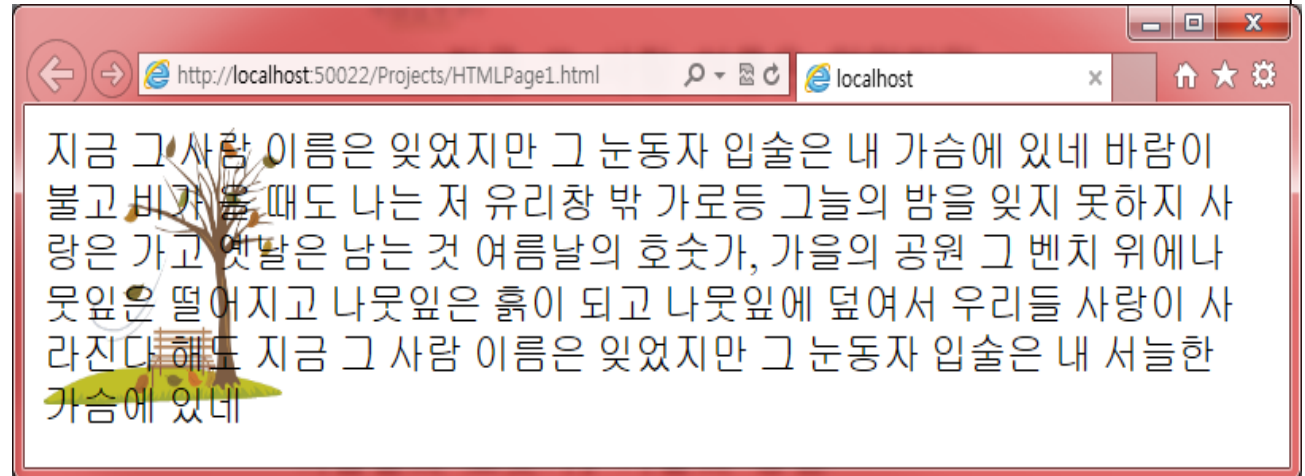 http://localhost:50022/Projects/HTMLPage1.html
localhost
지금 그 사람 이름은 잊었지만 그 눈동자 입술은 내 가슴에 있네 바람이
불고 비가 올 때도 나는 저 유리창 밖 가로등 그늘의 밤을 잊지 못하지 사
랑은 가고 옛날은 남는 것 여름날의 호숫가, 가을의 공원 그 벤치 위에나
뭇잎은 떨어지고 나뭇잎은 흙이 되고 나뭇잎에 덮여서 우리들 사랑이 사
라진다 해도 지금 그 사람 이름은 잊었지만 그 눈동자 입술은 내 서늘한
가슴에 있네